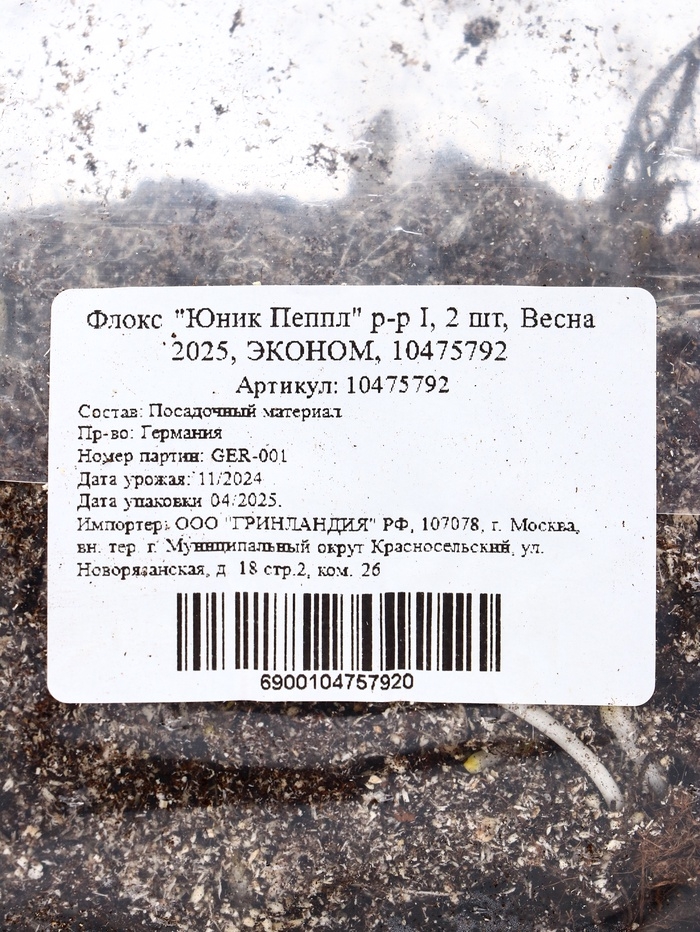 Флокс "Юник Пеппл" р-р I, 2 шт, Весна
2025, ЭКОНОМ, 10475792
Артикул: 10475792
Состав: Посадочный материал
Пр-во: Германия
Номер партии: GER-001
Дата урожая: 11/2024
Дата упаковки 04/2025.
Импортер: ООО "ГРИНЛАНДИЯ" РФ, 107078, г. Москва,
вн. тер. г. Муниципальный округ Красносельский, ул.
Новорязанская, д 18 стр.2, ком. 26
6900104757920